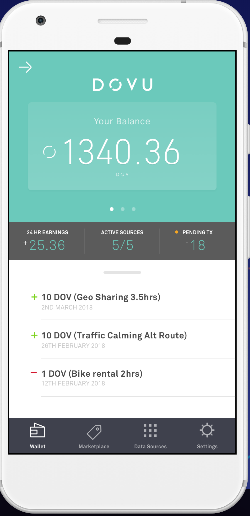 DOVU
Your Balance
1340.36
24 HR EARNINGS
ACTIVE SOURCES
PENDING TX
+25.36
5/5
18
+ 10 DOV (Geo Sharing 3.5hrs)
2ND MARCH 2018
+ 10 DOV (Traffic Calming Alt Route)
26TH FEBRUARY 2018
− 1 DOV (Bike rental 2hrs)
12TH FEBRUARY 2018
Wallet
Marketplace
Data Sources
Settings